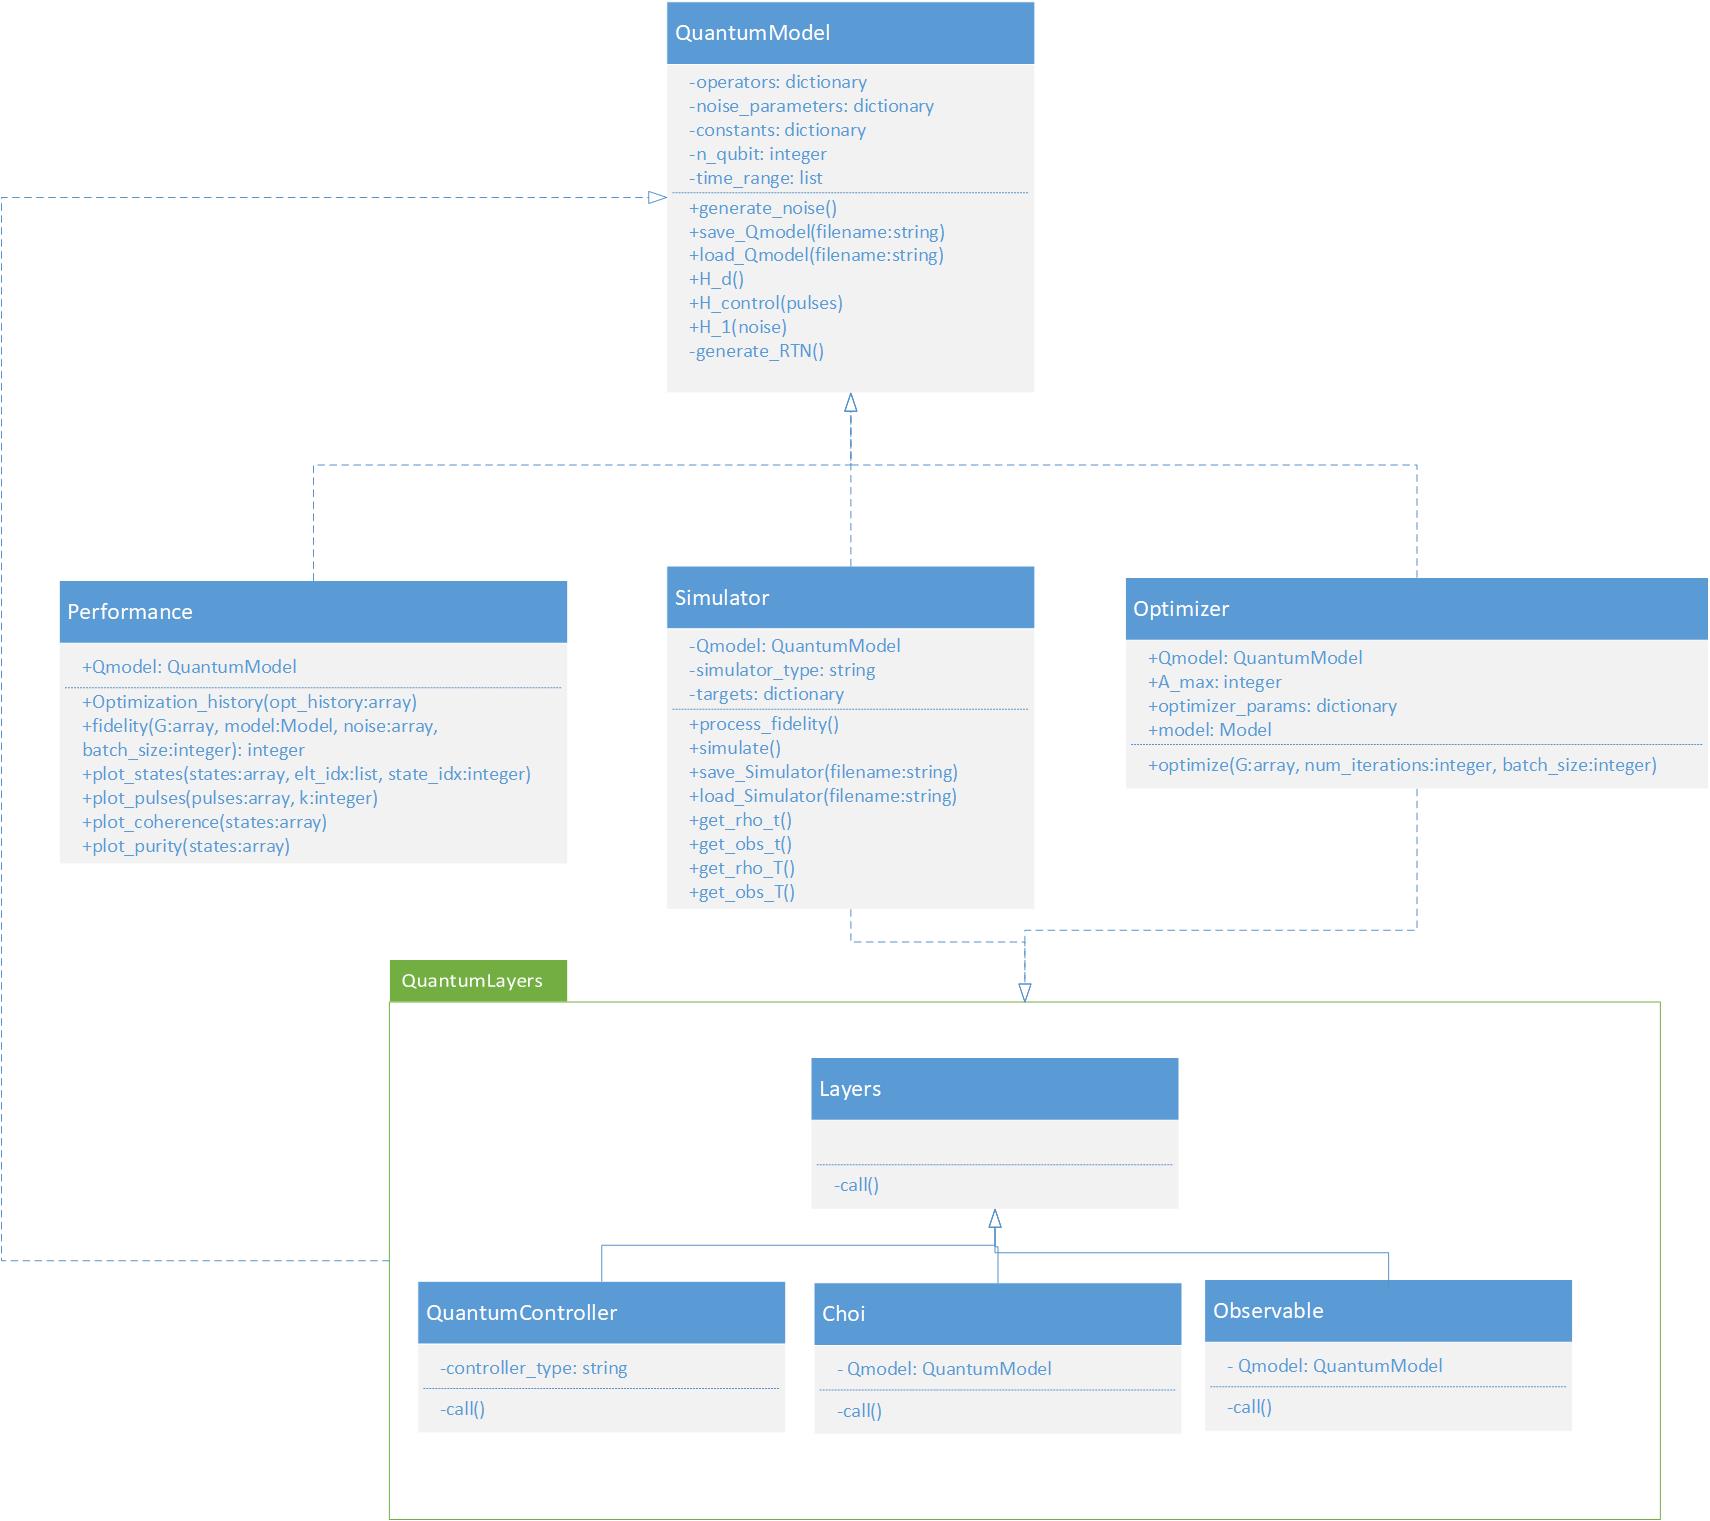 QuantumModel
-operators: dictionary
-noise_parameters: dictionary
-constants: dictionary
-n_qubit: integer
-time_range: list
+generate_noise()
+save_Qmodel(filename:string)
+load_Qmodel(filename:string)
+H_d()
+H_control(pulses)
+H_1(noise)
-generate_RTN()
Performance
+Qmodel: QuantumModel
+Optimization_history(opt_history:array)
+fidelity(G:array, model:Model, noise:array,
batch_size:integer): integer
+plot_states(states:array, elt_idx:list, state_idx:integer)
+plot_pulses(pulses:array, k:integer)
+plot_coherence(states:array)
+plot_purity(states:array)
Simulator
-Qmodel: QuantumModel
-simulator_type: string
-targets: dictionary
+process_fidelity()
+simulate()
+save_Simulator(filename:string)
+load_Simulator(filename:string)
+get_rho_t()
+get_obs_t()
+get_rho_T()
+get_obs_T()
Optimizer
+Qmodel: QuantumModel
+A_max: integer
+optimizer_params: dictionary
+model: Model
+optimize(G:array, num_iterations:integer, batch_size:integer)
QuantumLayers
Layers
-call()
QuantumController
-controller_type: string
-call()
Choi
- Qmodel: QuantumModel
-call()
Observable
- Qmodel: QuantumModel
-call()